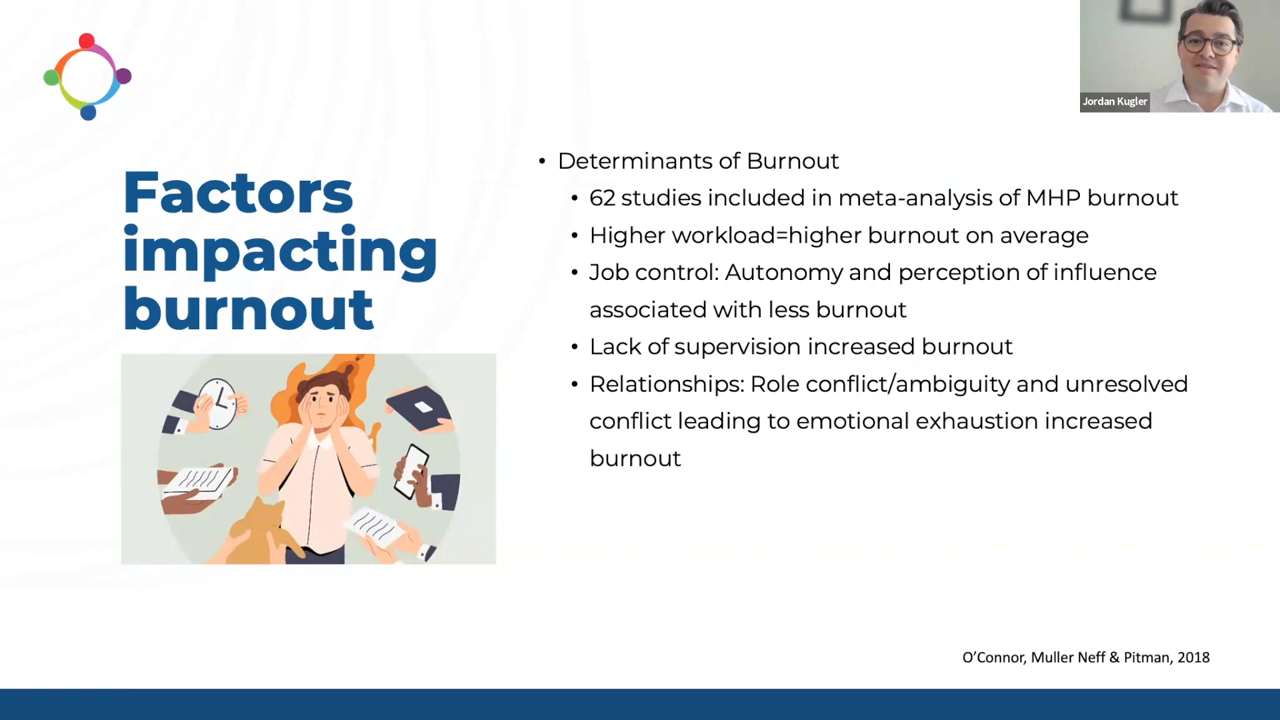 Jordan Kugler
Factors
impacting
burnout
• Determinants of Burnout
• 62 studies included in meta-analysis of MHP burnout
• Higher workload=higher burnout on average
• Job control: Autonomy and perception of influence
associated with less burnout
• Lack of supervision increased burnout
• Relationships: Role conflict/ambiguity and unresolved
conflict leading to emotional exhaustion increased
burnout
O’Connor, Muller Neff & Pitman, 2018